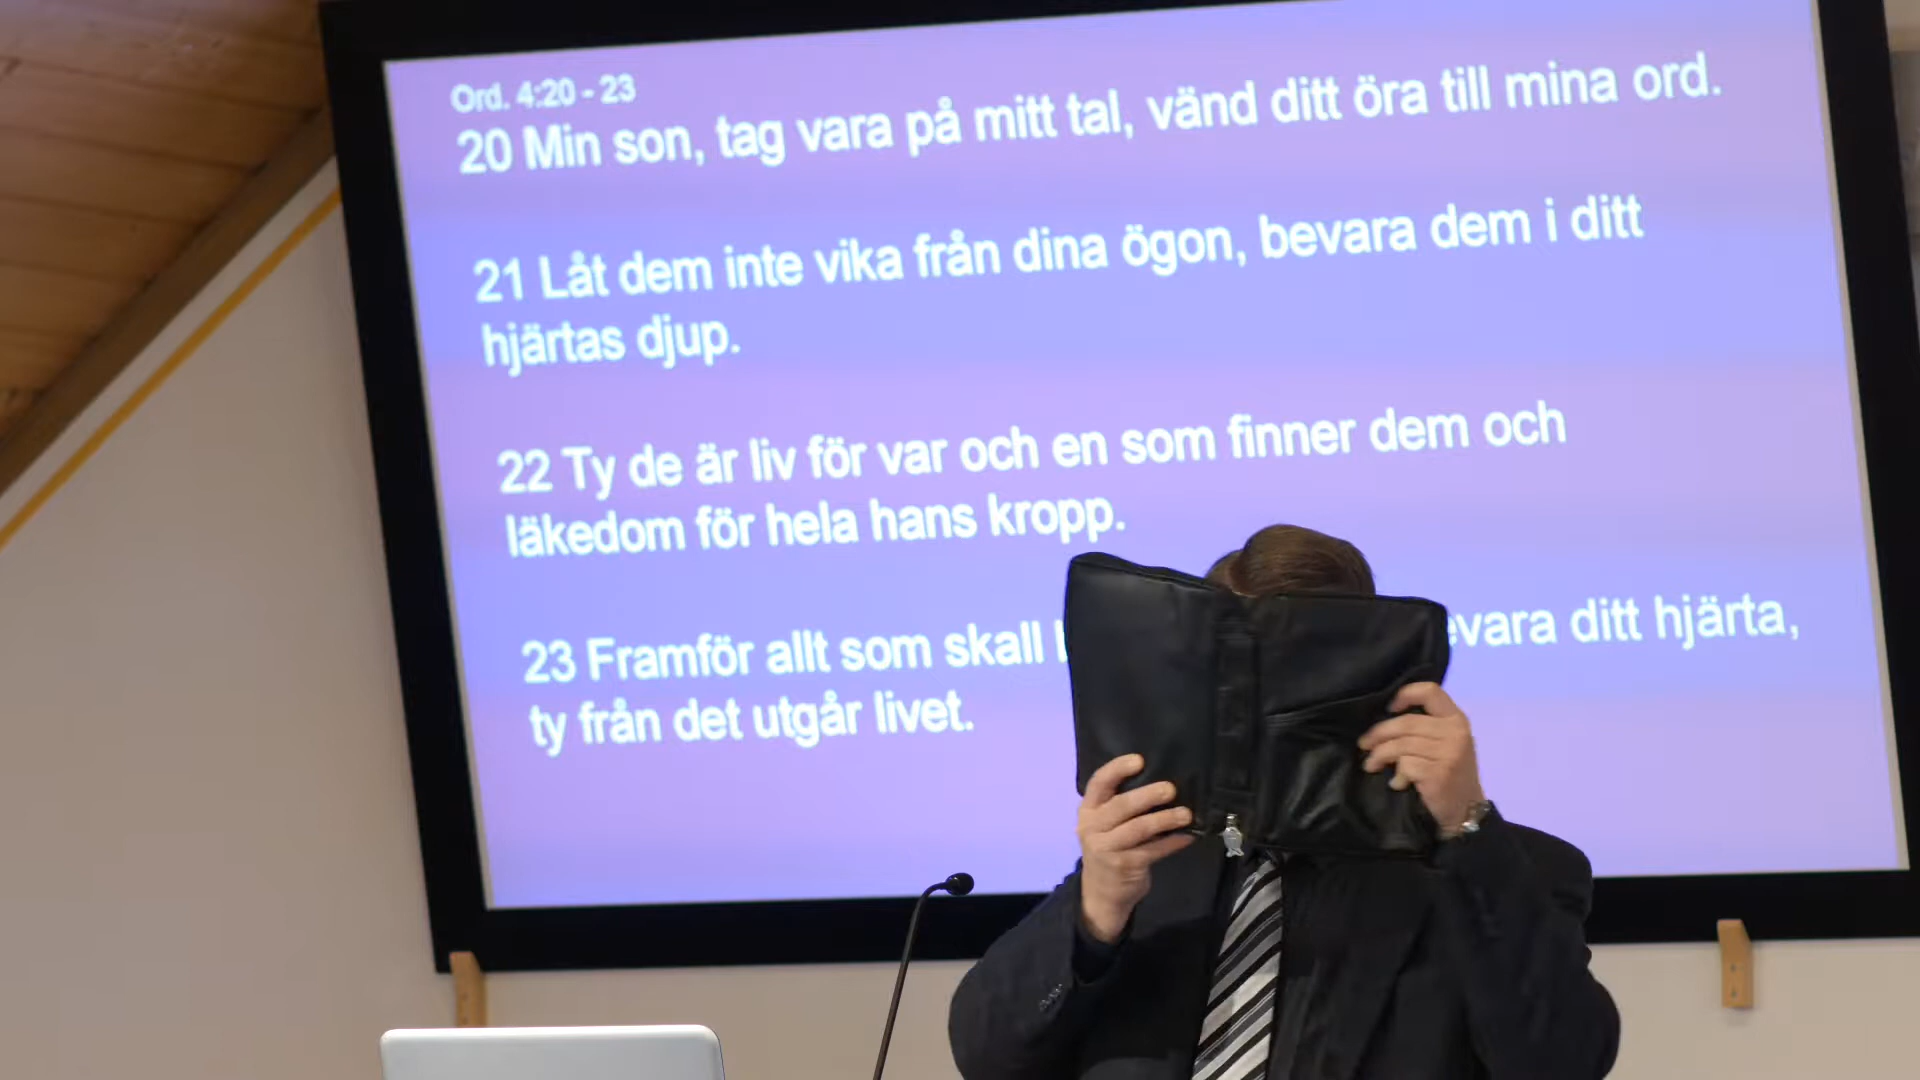 Ord. 4:20 - 23
20 Min son, tag vara på mitt tal, vänd ditt öra till mina ord.
21 Låt dem inte vika från dina ögon, bevara dem i ditt
hjärtas djup.
22 Ty de är liv för var och en som finner dem och
läkedom för hela hans kropp.
23 Framför allt som skall ditt hjärta,
ty från det utgår livet.